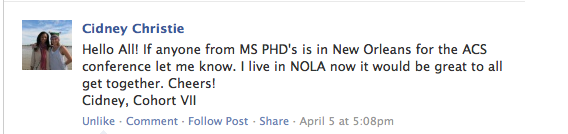 Cidney Christie
Hello All! If anyone from MS PHD's is in New Orleans for the ACS
conference let me know. I live in NOLA now it would be great to all
get together. Cheers!
Cidney, Cohort VII
Unlike · Comment · Follow Post · Share · April 5 at 5:08pm